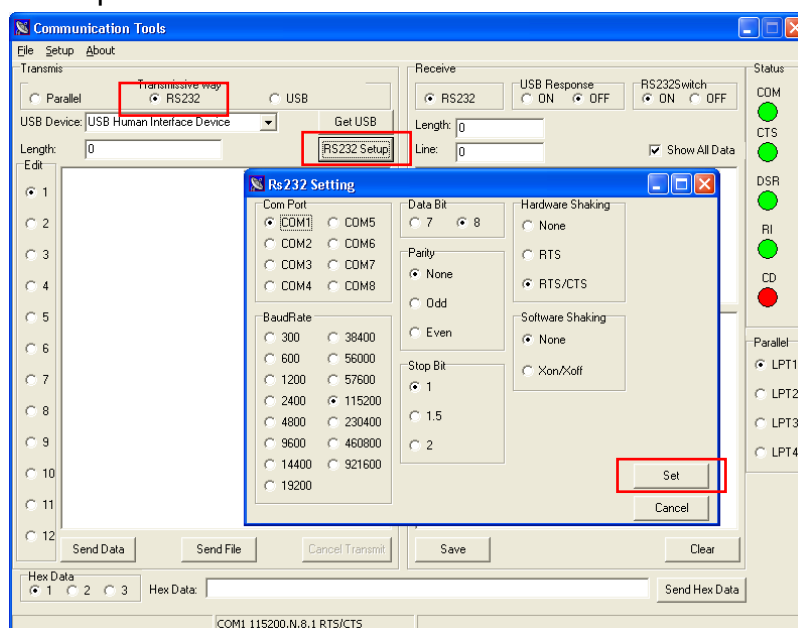 Communication Tools
File Setup About
Transmis
Transmissive way
Parallel RS232 USB
USB Device: USB Human Interface Device Get USB
Length: 0 RS232 Setup
Receive
RS232
USB Response
ON OFF
RS232Switch
ON OFF
Length: 0
Line: 0 Show All Data
Status
COM
CTS
DSR
RI
CD
Parallel
LPT1
LPT2
LPT3
LPT4
Edit
1
2
3
4
5
6
7
8
9
10
11
12
Rs232 Setting
Com Port
COM1 COM5
COM2 COM6
COM3 COM7
COM4 COM8
BaudRate
300 38400
600 56000
1200 57600
2400 115200
4800 230400
9600 460800
14400 921600
19200
Data Bit
7 8
Parity
None
Odd
Even
Stop Bit
1
1.5
2
Hardware Shaking
None
RTS
RTS/CTS
Software Shaking
None
Xon/Xoff
Set
Cancel
Send Data Send File Cancel Transmit Save Clear
Hex Data
1 2 3 Hex Data: Send Hex Data
COM1 115200,N,8,1 RTS/CTS